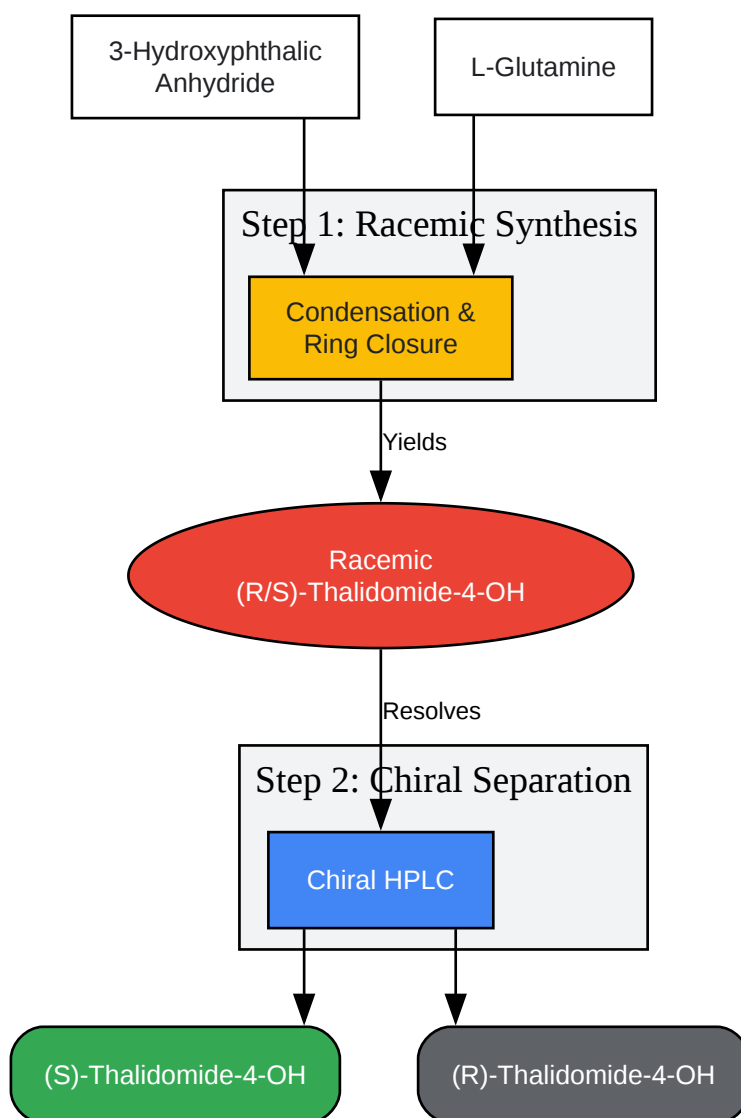 3-Hydroxyphthalic
Anhydride
L-Glutamine
Step 1: Racemic Synthesis
Condensation &
Ring Closure
Yields
Racemic
(R/S)-Thalidomide-4-OH
Resolves
Step 2: Chiral Separation
Chiral HPLC
(S)-Thalidomide-4-OH
(R)-Thalidomide-4-OH